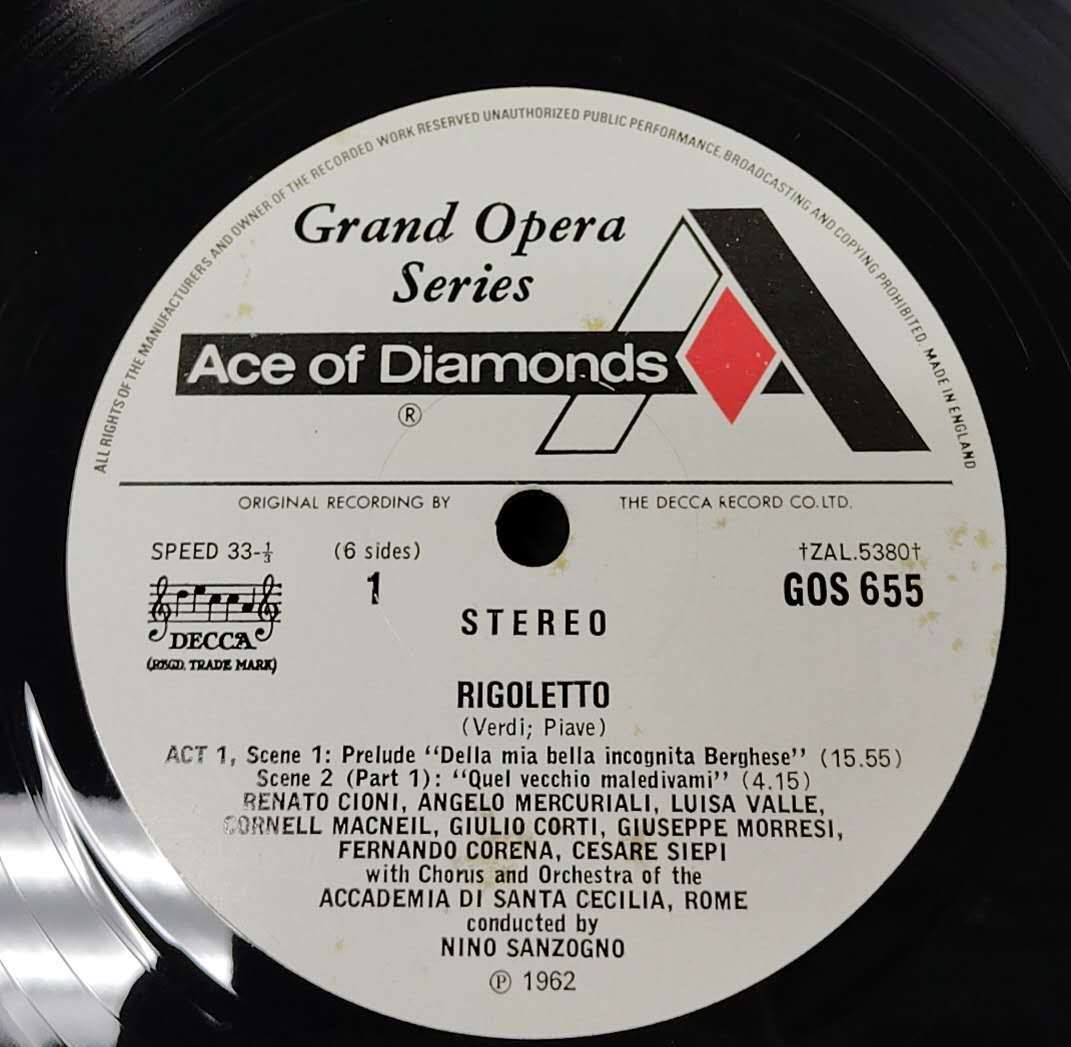 ALL RIGHTS OF THE MANUFACTURERS AND OWNER OF THE RECORDED WORK RESERVED UNAUTHORIZED PUBLIC PERFORMANCE, BROADCASTING AND COPYING PROHIBITED. MADE IN ENGLAND
Grand Opera
Series
Ace of Diamonds
®
ORIGINAL RECORDING BY THE DECCA RECORD CO. LTD.
SPEED 33-⅓ (6 sides) †ZAL.5380†
1 GOS 655
STEREO
DECCA
(REGD. TRADE MARK)
RIGOLETTO
(Verdi; Piave)
ACT 1, Scene 1: Prelude “Della mia bella incognita Berghese” (15.55)
Scene 2 (Part 1): “Quel vecchio maledivami” (4.15)
RENATO CIONI, ANGELO MERCURIALI, LUISA VALLE,
CORNELL MACNEIL, GIULIO CORTI, GIUSEPPE MORRESI,
FERNANDO CORENA, CESARE SIEPI
with Chorus and Orchestra of the
ACCADEMIA DI SANTA CECILIA, ROME
conducted by
NINO SANZOGNO
℗ 1962